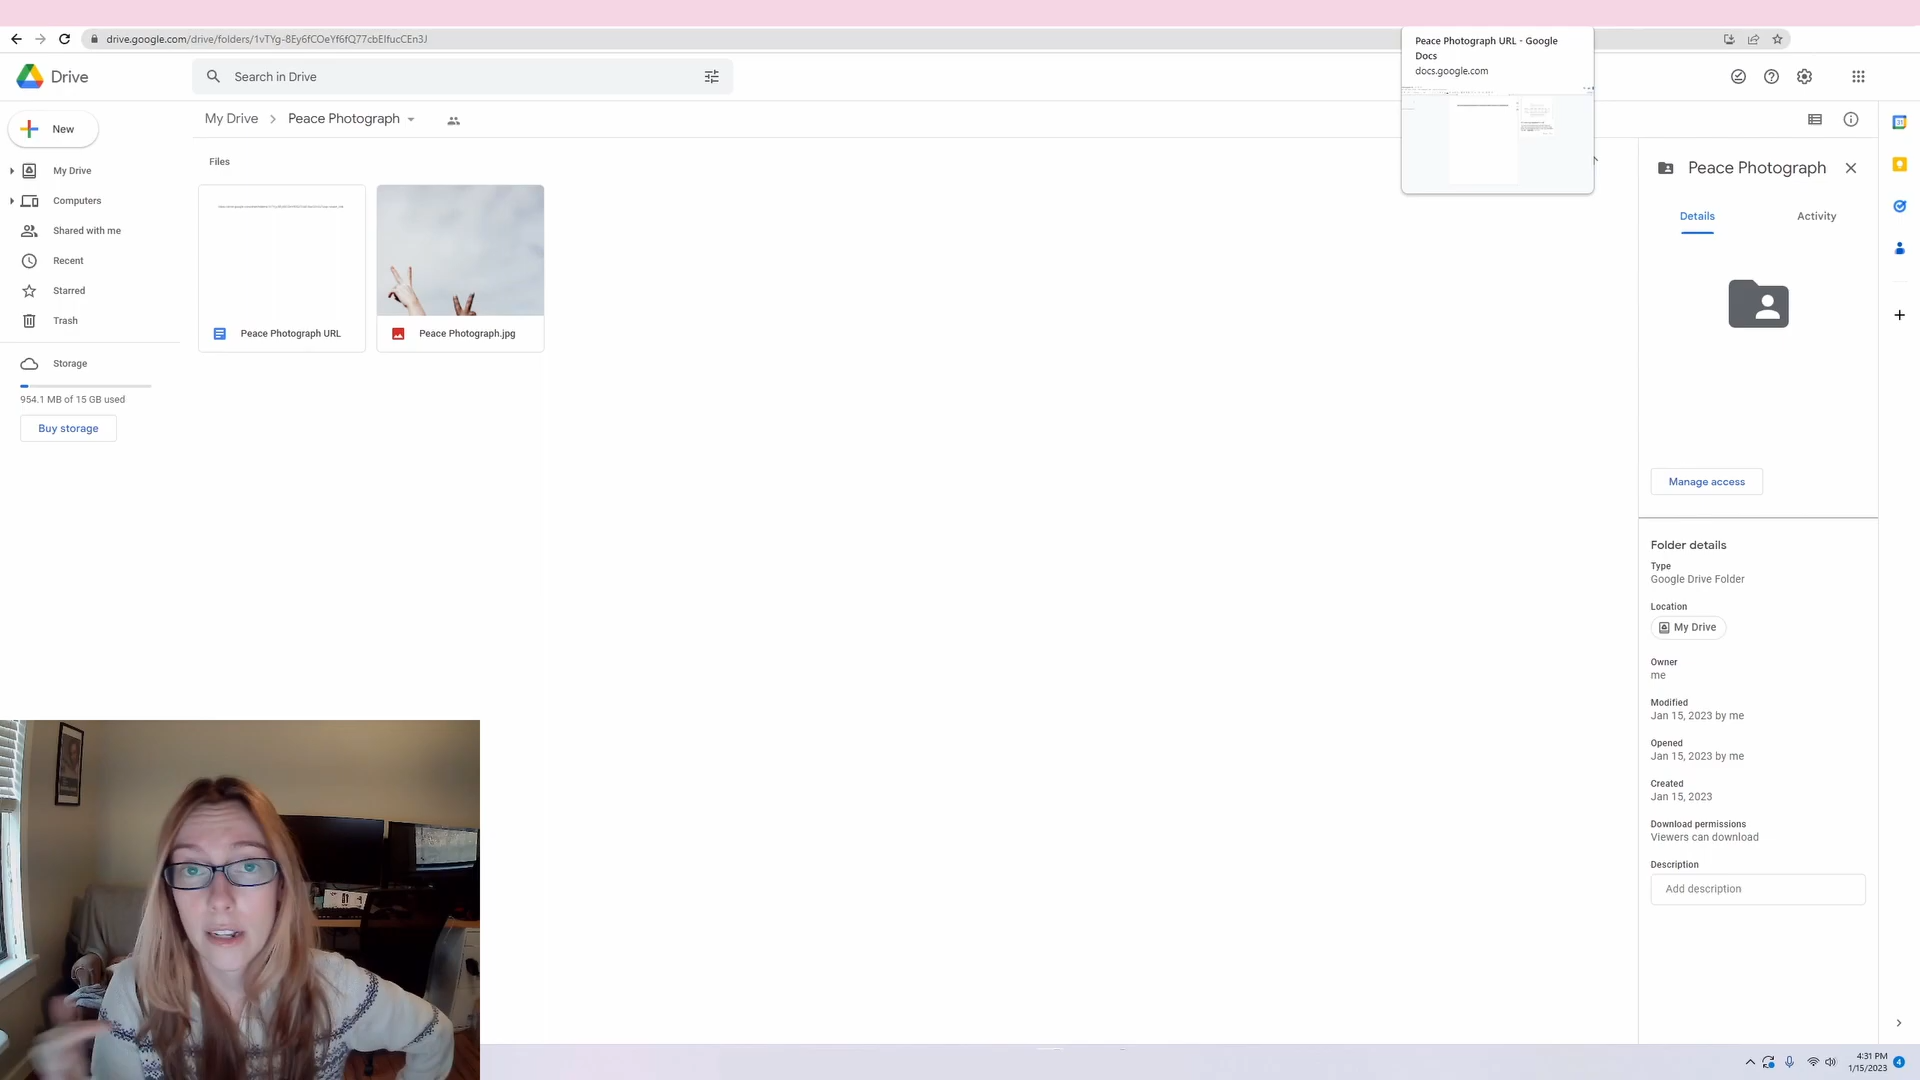 drive.google.com/drive/folders/1vTYg-8Ey6fCOeYf6fQ77cbEIfucCEn3J
Peace Photograph URL - Google
Docs
docs.google.com
Drive
Search in Drive
New
My Drive
Computers
Shared with me
Recent
Starred
Trash
Storage
954.1 MB of 15 GB used
Buy storage
My Drive > Peace Photograph
Files
Peace Photograph URL
Peace Photograph.jpg
Peace Photograph
Details
Activity
Manage access
Folder details
Type
Google Drive Folder
Location
My Drive
Owner
me
Modified
Jan 15, 2023 by me
Opened
Jan 15, 2023 by me
Created
Jan 15, 2023
Download permissions
Viewers can download
Description
Add description
31
4:31 PM
1/15/2023
4